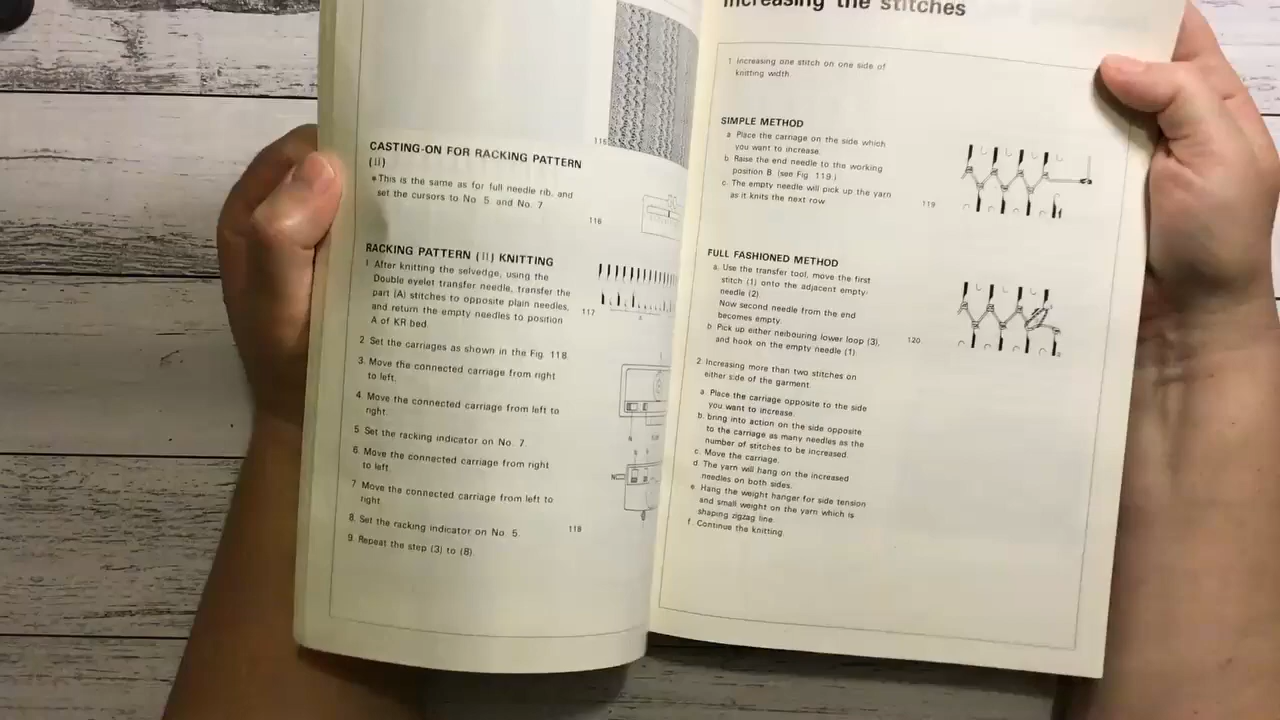 115
CASTING-ON FOR RACKING PATTERN
(II)
*This is the same as for full needle rib, and
set the cursors to No. 5 and No. 7
116
RACKING PATTERN (II) KNITTING
1 After knitting the selvedge, using the
Double eyelet transfer needle, transfer the
part (A) stitches to opposite plain needles,
and return the empty needles to position
A of KR bed.
117
2 Set the carriages as shown in the Fig. 118.
3. Move the connected carriage from right
to left.
4. Move the connected carriage from left to
right.
5. Set the racking indicator on No. 7.
6. Move the connected carriage from right
to left.
7 Move the connected carriage from left to
right.
8. Set the racking indicator on No 5.
118
9. Repeat the step (3) to (8).
Increasing the stitches
1 Increasing one stitch on one side of
knitting width.
SIMPLE METHOD
a Place the carriage on the side which
you want to increase.
b. Raise the end needle to the working
position B (see Fig. 119.)
c. The empty needle will pick up the yarn
as it knits the next row.
119
FULL FASHIONED METHOD
a. Use the transfer tool, move the first
stitch (1) onto the adjacent empty-
needle (2).
Now second needle from the end
becomes empty.
b. Pick up either neibouring lower loop (3),
and hook on the empty needle (1).
120
2 Increasing more than two stitches on
either side of the garment.
a. Place the carriage opposite to the side
you want to increase.
b. bring into action on the side opposite
to the carriage as many needles as the
number of stitches to be increased.
c. Move the carriage.
d The yarn will hang on the increased
needles on both sides.
e. Hang the weight hanger for side tension
and small weight on the yarn which is
shaping zigzag line.
f. Continue the knitting.